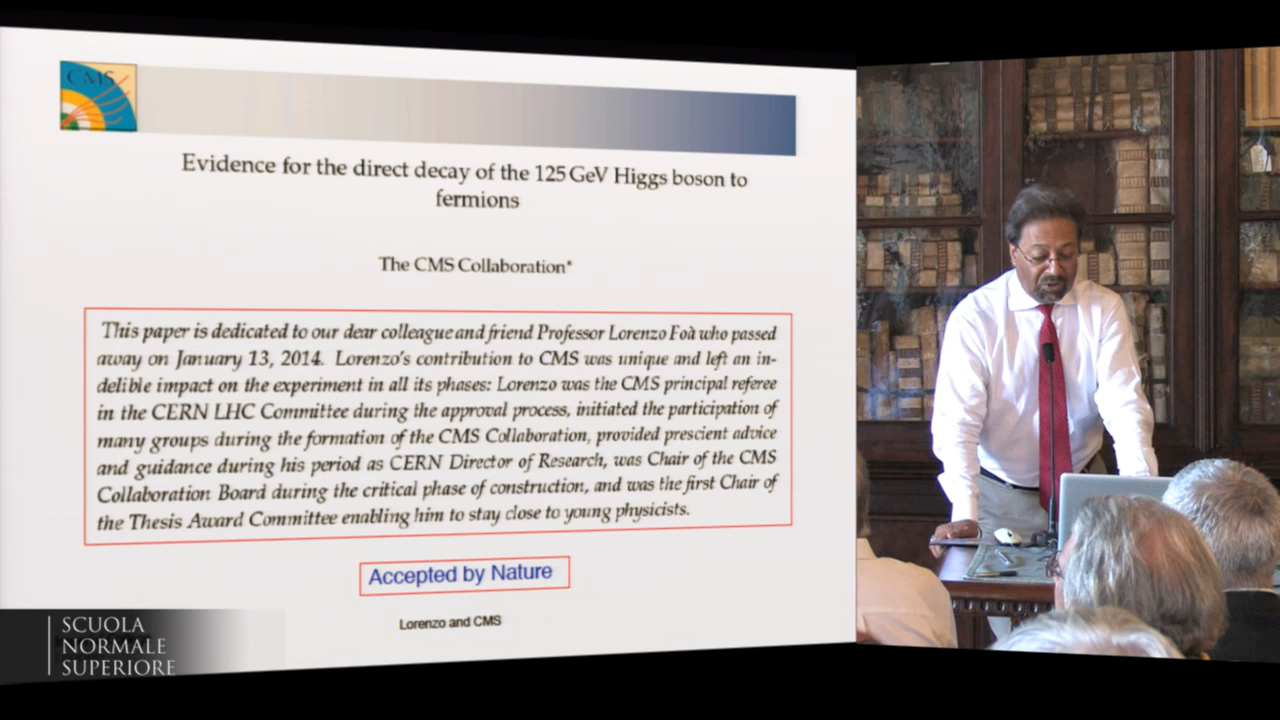 CMS
Evidence for the direct decay of the 125 GeV Higgs boson to
fermions
The CMS Collaboration*
This paper is dedicated to our dear colleague and friend Professor Lorenzo Foà who passed
away on January 13, 2014. Lorenzo's contribution to CMS was unique and left an in-
delible impact on the experiment in all its phases: Lorenzo was the CMS principal referee
in the CERN LHC Committee during the approval process, initiated the participation of
many groups during the formation of the CMS Collaboration, provided prescient advice
and guidance during his period as CERN Director of Research, was Chair of the CMS
Collaboration Board during the critical phase of construction, and was the first Chair of
the Thesis Award Committee enabling him to stay close to young physicists.
Accepted by Nature
Lorenzo and CMS
SCUOLA
NORMALE
SUPERIORE